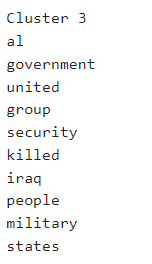 Cluster 3
al
government
united
group
security
killed
iraq
people
military
states